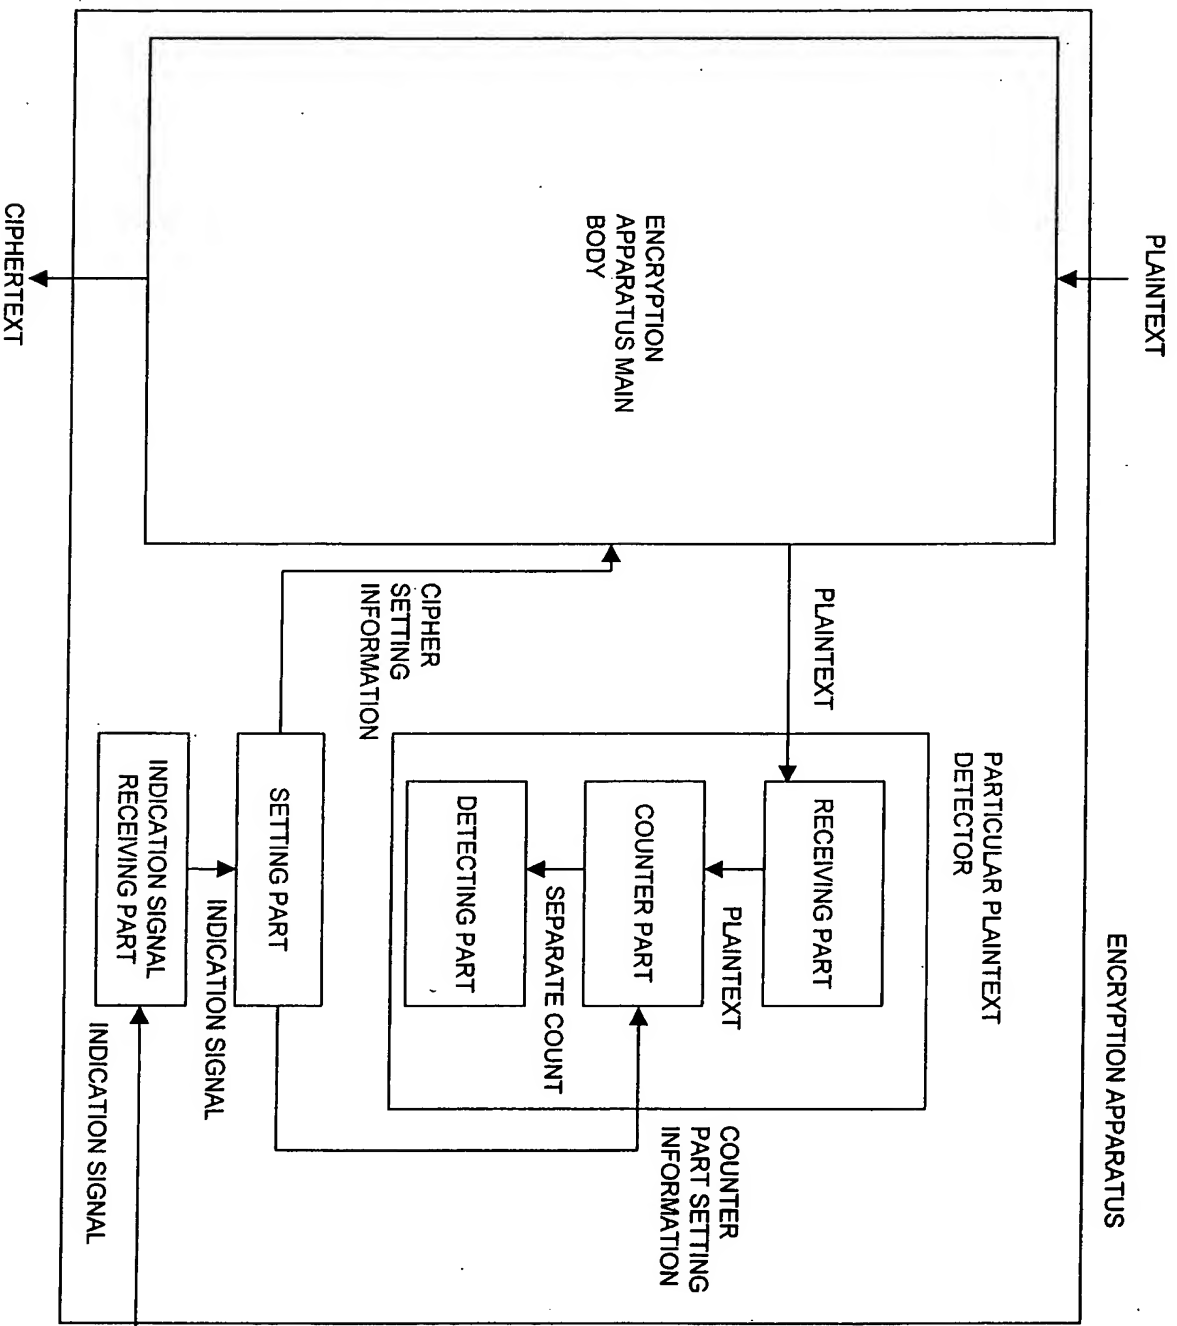 ENCRYPTION APPARATUS
PLAINTEXT
ENCRYPTION
APPARATUS MAIN
BODY
CIPHERTEXT
PLAINTEXT
PARTICULAR PLAINTEXT
DETECTOR
RECEIVING PART
PLAINTEXT
COUNTER PART
SEPARATE COUNT
DETECTING PART
COUNTER
PART SETTING
INFORMATION
CIPHER
SETTING
INFORMATION
SETTING PART
INDICATION SIGNAL
INDICATION SIGNAL
RECEIVING PART
INDICATION SIGNAL